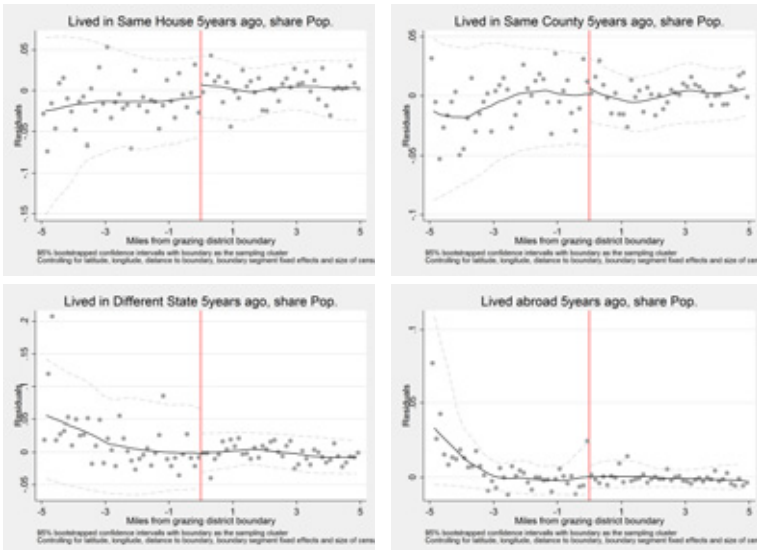 Lived in Same House 5years ago, share Pop.
Residuals
.05
0
-.05
-.1
-.15
-5
-3
-1
1
3
5
Miles from grazing district boundary
95% bootstrapped confidence intervals with boundary as the sampling cluster
Controlling for latitude, longitude, distance to boundary, boundary segment fixed effects and size of cens
Lived in Same County 5years ago, share Pop.
Residuals
.05
0
-.05
-.1
-5
-3
-1
1
3
5
Miles from grazing district boundary
95% bootstrapped confidence intervals with boundary as the sampling cluster
Controlling for latitude, longitude, distance to boundary, boundary segment fixed effects and size of cen
Lived in Different State 5years ago, share Pop.
Residuals
.2
.15
.1
.05
0
-.05
-5
-3
-1
1
3
5
Miles from grazing district boundary
95% bootstrapped confidence intervals with boundary as the sampling cluster
Controlling for latitude, longitude, distance to boundary, boundary segment fixed effects and size of cens
Lived abroad 5years ago, share Pop.
Residuals
.1
0
-5
-3
-1
1
3
5
Miles from grazing district boundary
95% bootstrapped confidence intervals with boundary as the sampling cluster
Controlling for latitude, longitude, distance to boundary, boundary segment fixed effects and size of cen